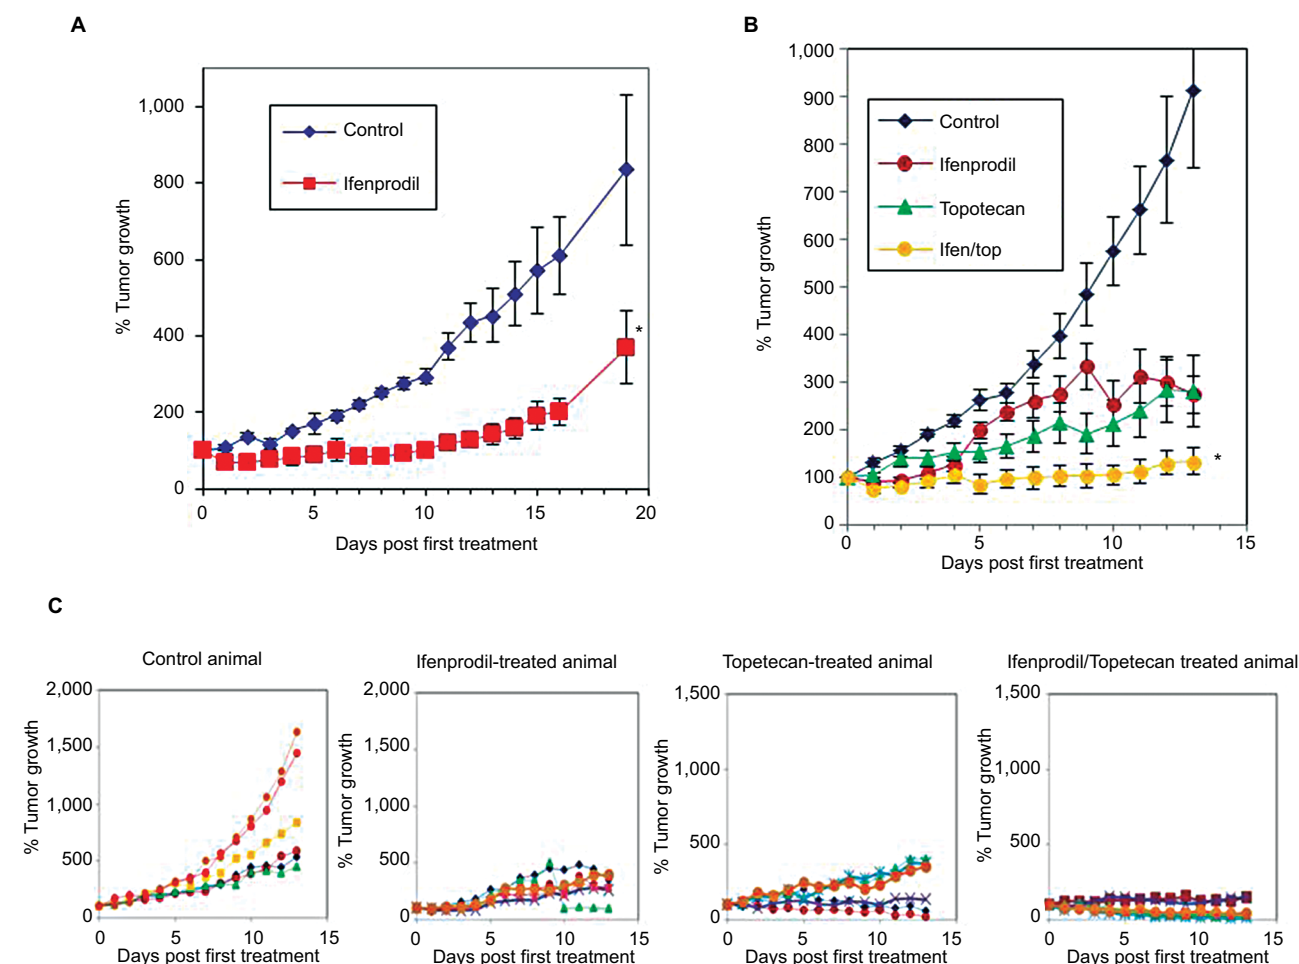 A
B
1,000
800
600
400
200
0
% Tumor growth
Control
Ifenprodil
*
0
5
10
15
20
Days post first treatment
1,000
900
800
700
600
500
400
300
200
100
0
% Tumor growth
Control
Ifenprodil
Topotecan
Ifen/top
*
0
5
10
15
Days post first treatment
C
Control animal
2,000
1,500
1,000
500
0
% Tumor growth
0
5
10
15
Days post first treatment
Ifenprodil-treated animal
2,000
1,500
1,000
500
0
% Tumor growth
0
5
10
15
Days post first treatment
Topetecan-treated animal
1,500
1,000
500
0
% Tumor growth
0
5
10
15
Days post first treatment
Ifenprodil/Topetecan treated animal
1,500
1,000
500
0
% Tumor growth
0
5
10
15
Days post first treatment